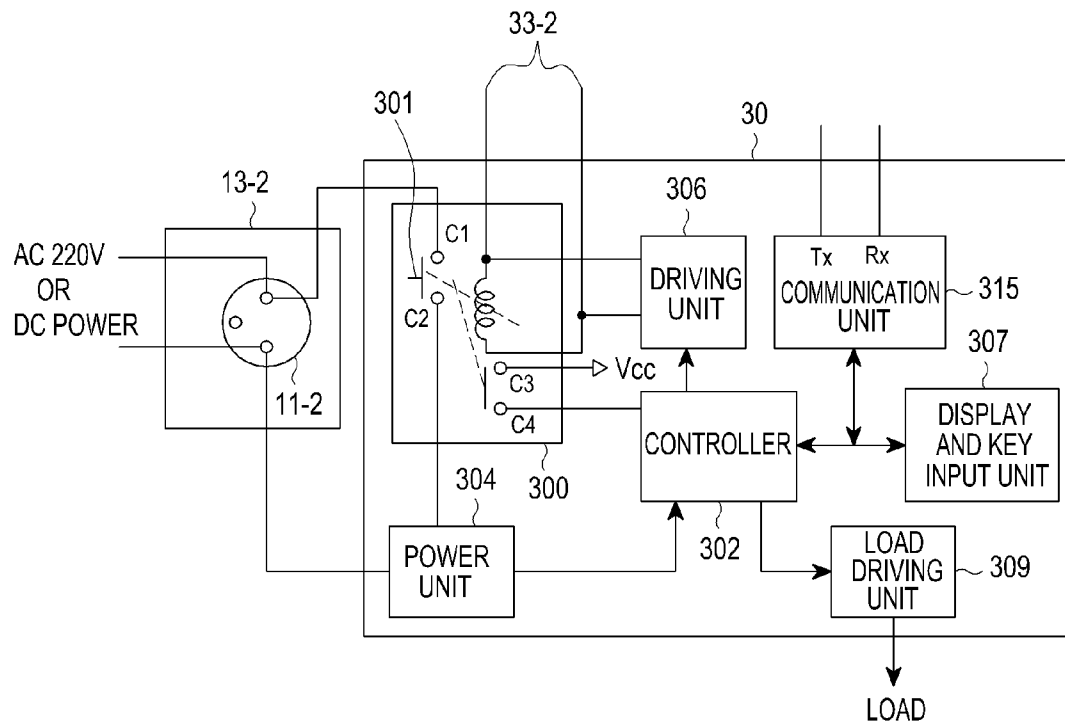 33-2
301
30
13-2
306
AC 220V
OR
DC POWER
C1
C2
DRIVING
UNIT
Tx
Rx
COMMUNICATION
UNIT
315
11-2
C3
Vcc
C4
307
CONTROLLER
DISPLAY
AND KEY
INPUT UNIT
300
304
302
POWER
UNIT
LOAD
DRIVING
UNIT
309
LOAD